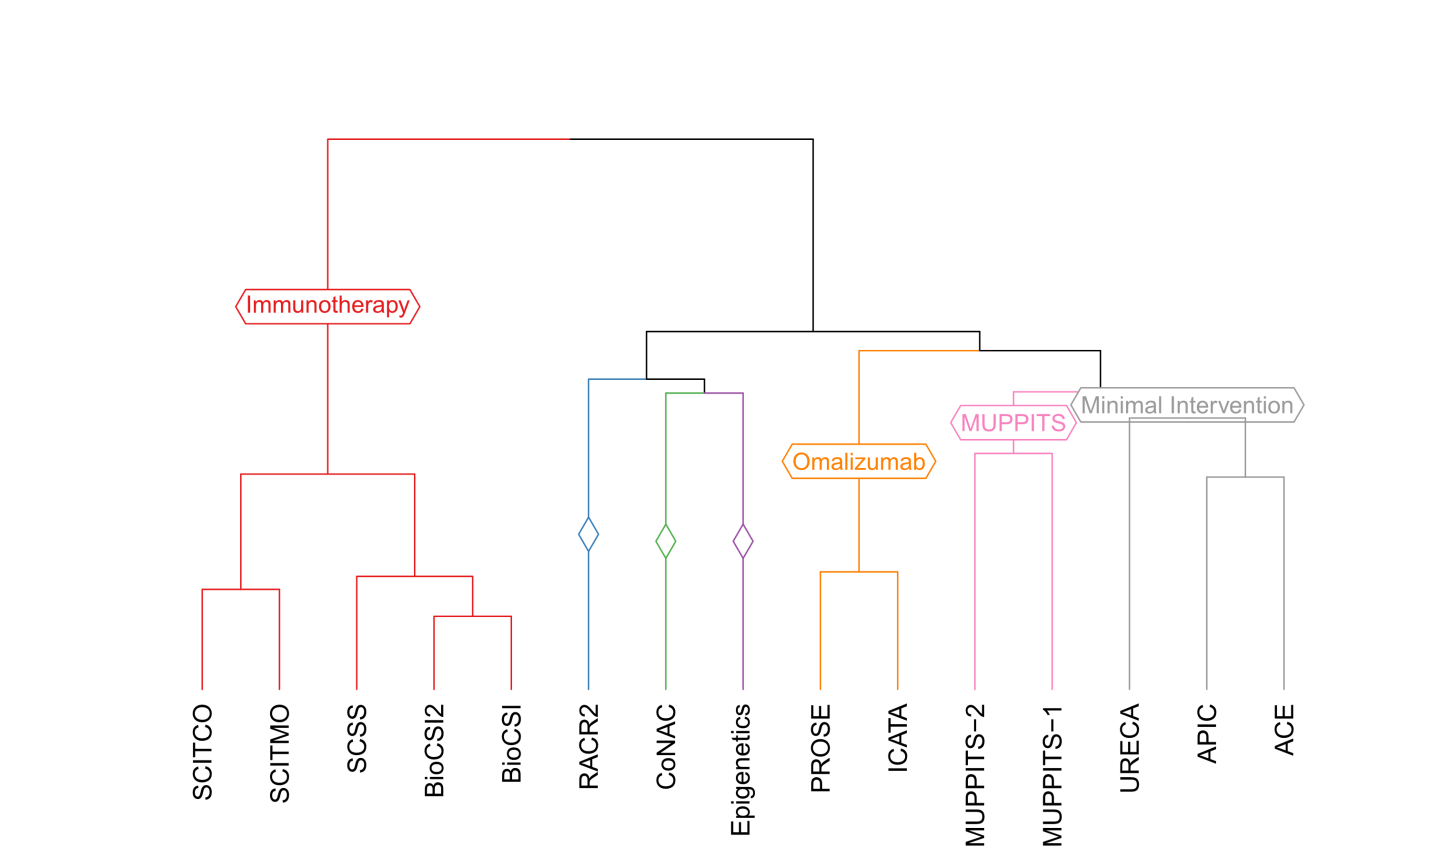 Immunotherapy
Minimal Intervention
MUPPITS
Omalizumab
SCITCO
SCITMO
SCSS
BioCSI2
BioCSI
RACR2
CoNAC
Epigenetics
PROSE
ICATA
MUPPITS−2
MUPPITS−1
URECA
APIC
ACE